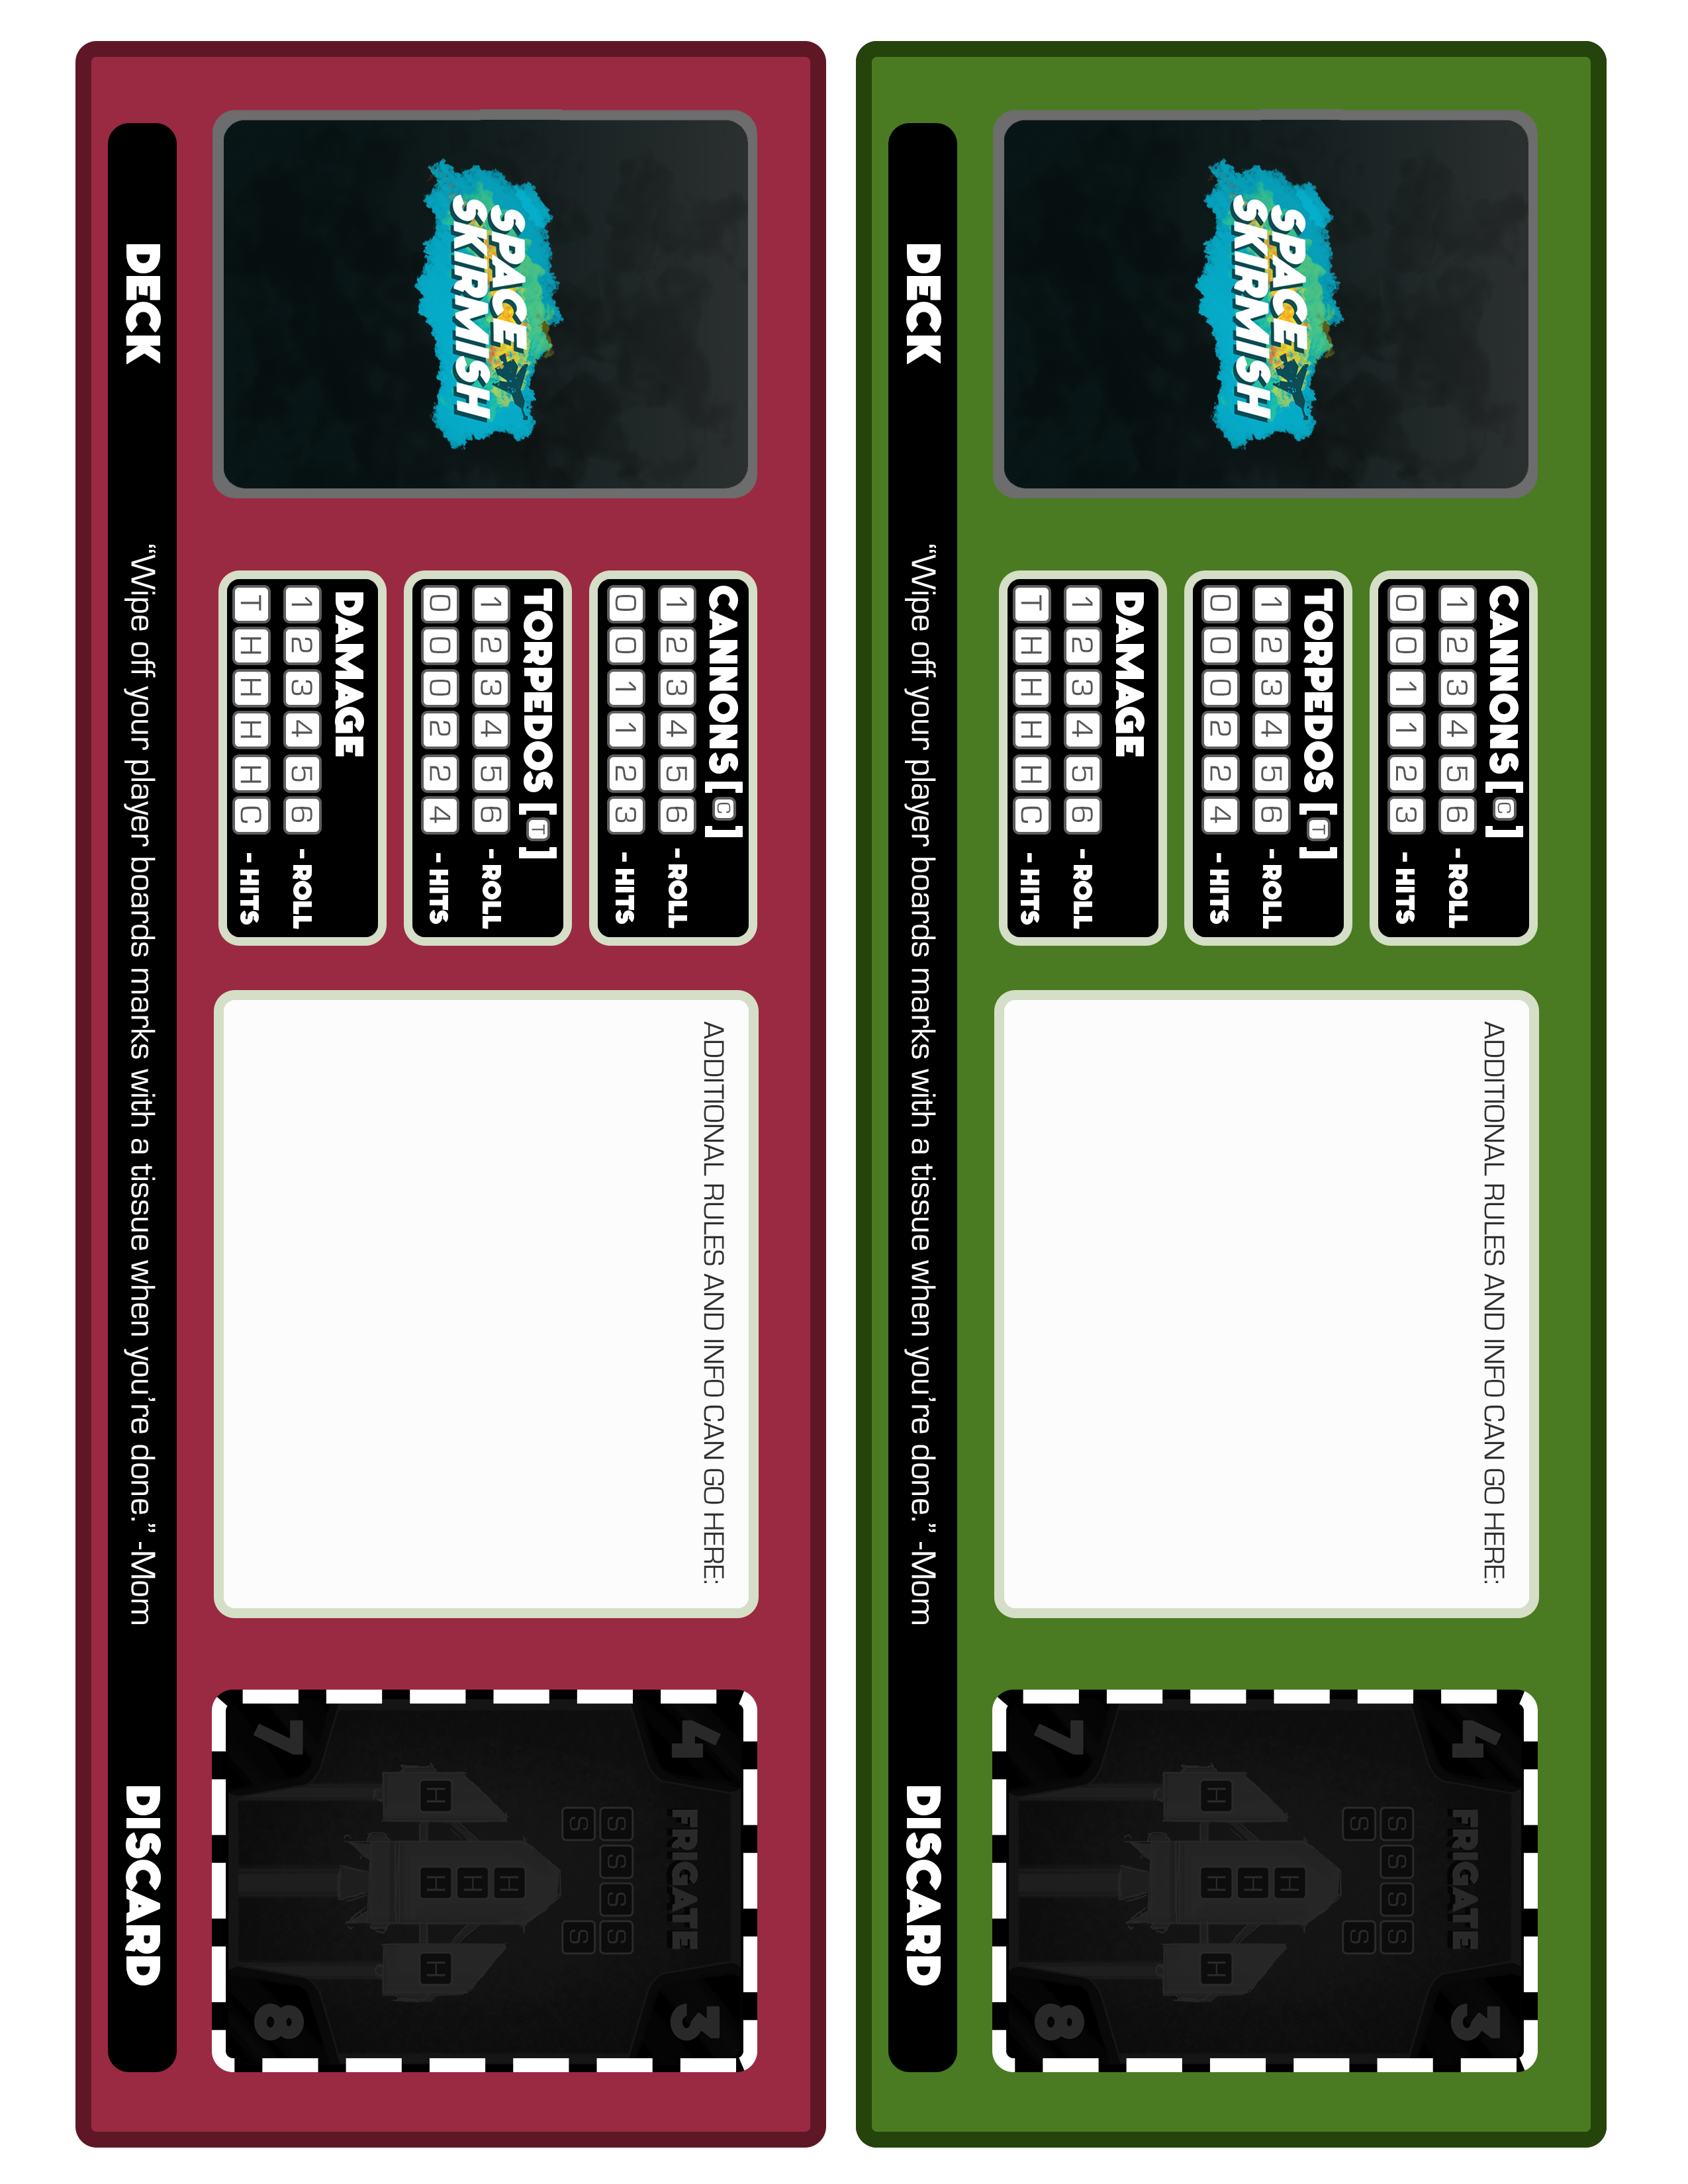 SPACE
SKIRMISH
CANNONS [C]
1 2 3 4 5 6 - ROLL
0 0 1 1 2 3 - HITS
TORPEDOS [T]
1 2 3 4 5 6 - ROLL
0 0 0 2 2 4 - HITS
DAMAGE
1 2 3 4 5 6 - ROLL
T H H H H C - HITS
ADDITIONAL RULES AND INFO CAN GO HERE:
4 3
FRIGATE
S S S S
S S
H
H H H
H
7 8
DECK
“Wipe off your player boards marks with a tissue when you’re done.” -Mom
DISCARD
SPACE
SKIRMISH
CANNONS [C]
1 2 3 4 5 6 - ROLL
0 0 1 1 2 3 - HITS
TORPEDOS [T]
1 2 3 4 5 6 - ROLL
0 0 0 2 2 4 - HITS
DAMAGE
1 2 3 4 5 6 - ROLL
T H H H H C - HITS
ADDITIONAL RULES AND INFO CAN GO HERE:
4 3
FRIGATE
S S S S
S S
H
H H H
H
7 8
DECK
“Wipe off your player boards marks with a tissue when you’re done.” -Mom
DISCARD